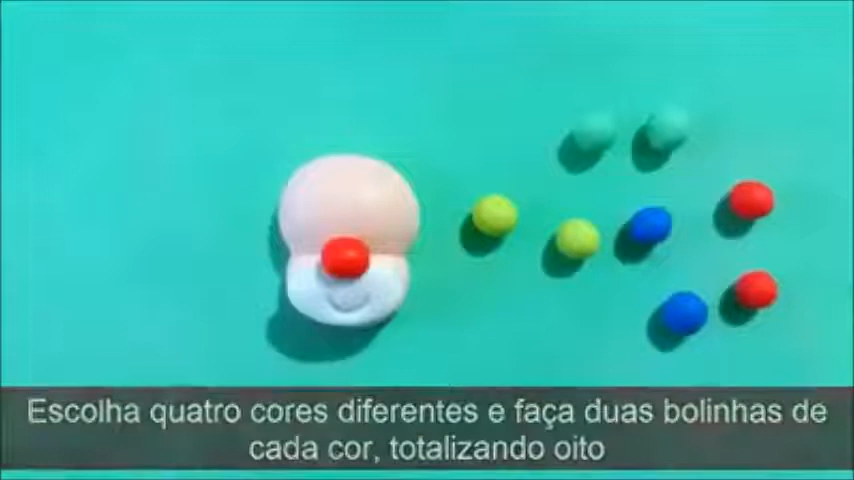 Escolha quatro cores diferentes e faça duas bolinhas de
cada cor, totalizando oito